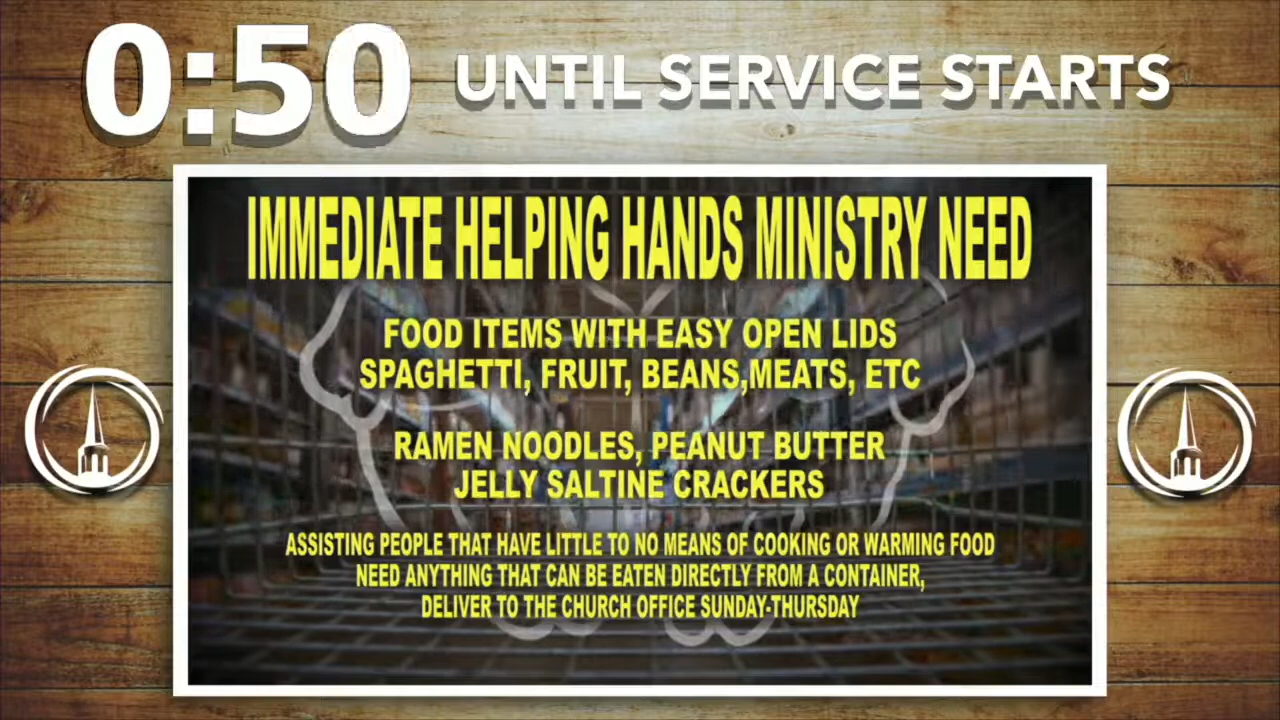 0:50 UNTIL SERVICE STARTS
IMMEDIATE HELPING HANDS MINISTRY NEED
FOOD ITEMS WITH EASY OPEN LIDS
SPAGHETTI, FRUIT, BEANS,MEATS, ETC
RAMEN NOODLES, PEANUT BUTTER
JELLY SALTINE CRACKERS
ASSISTING PEOPLE THAT HAVE LITTLE TO NO MEANS OF COOKING OR WARMING FOOD
NEED ANYTHING THAT CAN BE EATEN DIRECTLY FROM A CONTAINER,
DELIVER TO THE CHURCH OFFICE SUNDAY-THURSDAY